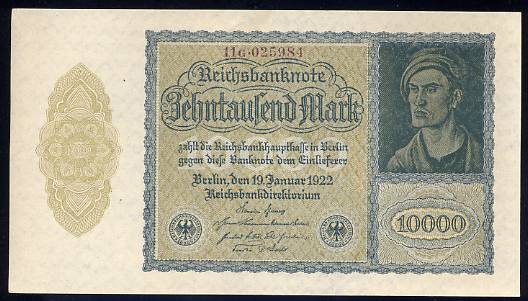 11G·025984
Reichsbanknote
Zehntausend Mark
zahlt die Reichsbankhauptkasse in Berlin
gegen diese Banknote dem Einlieferer
Berlin, den 19. Januar 1922
Reichsbankdirektorium
10000